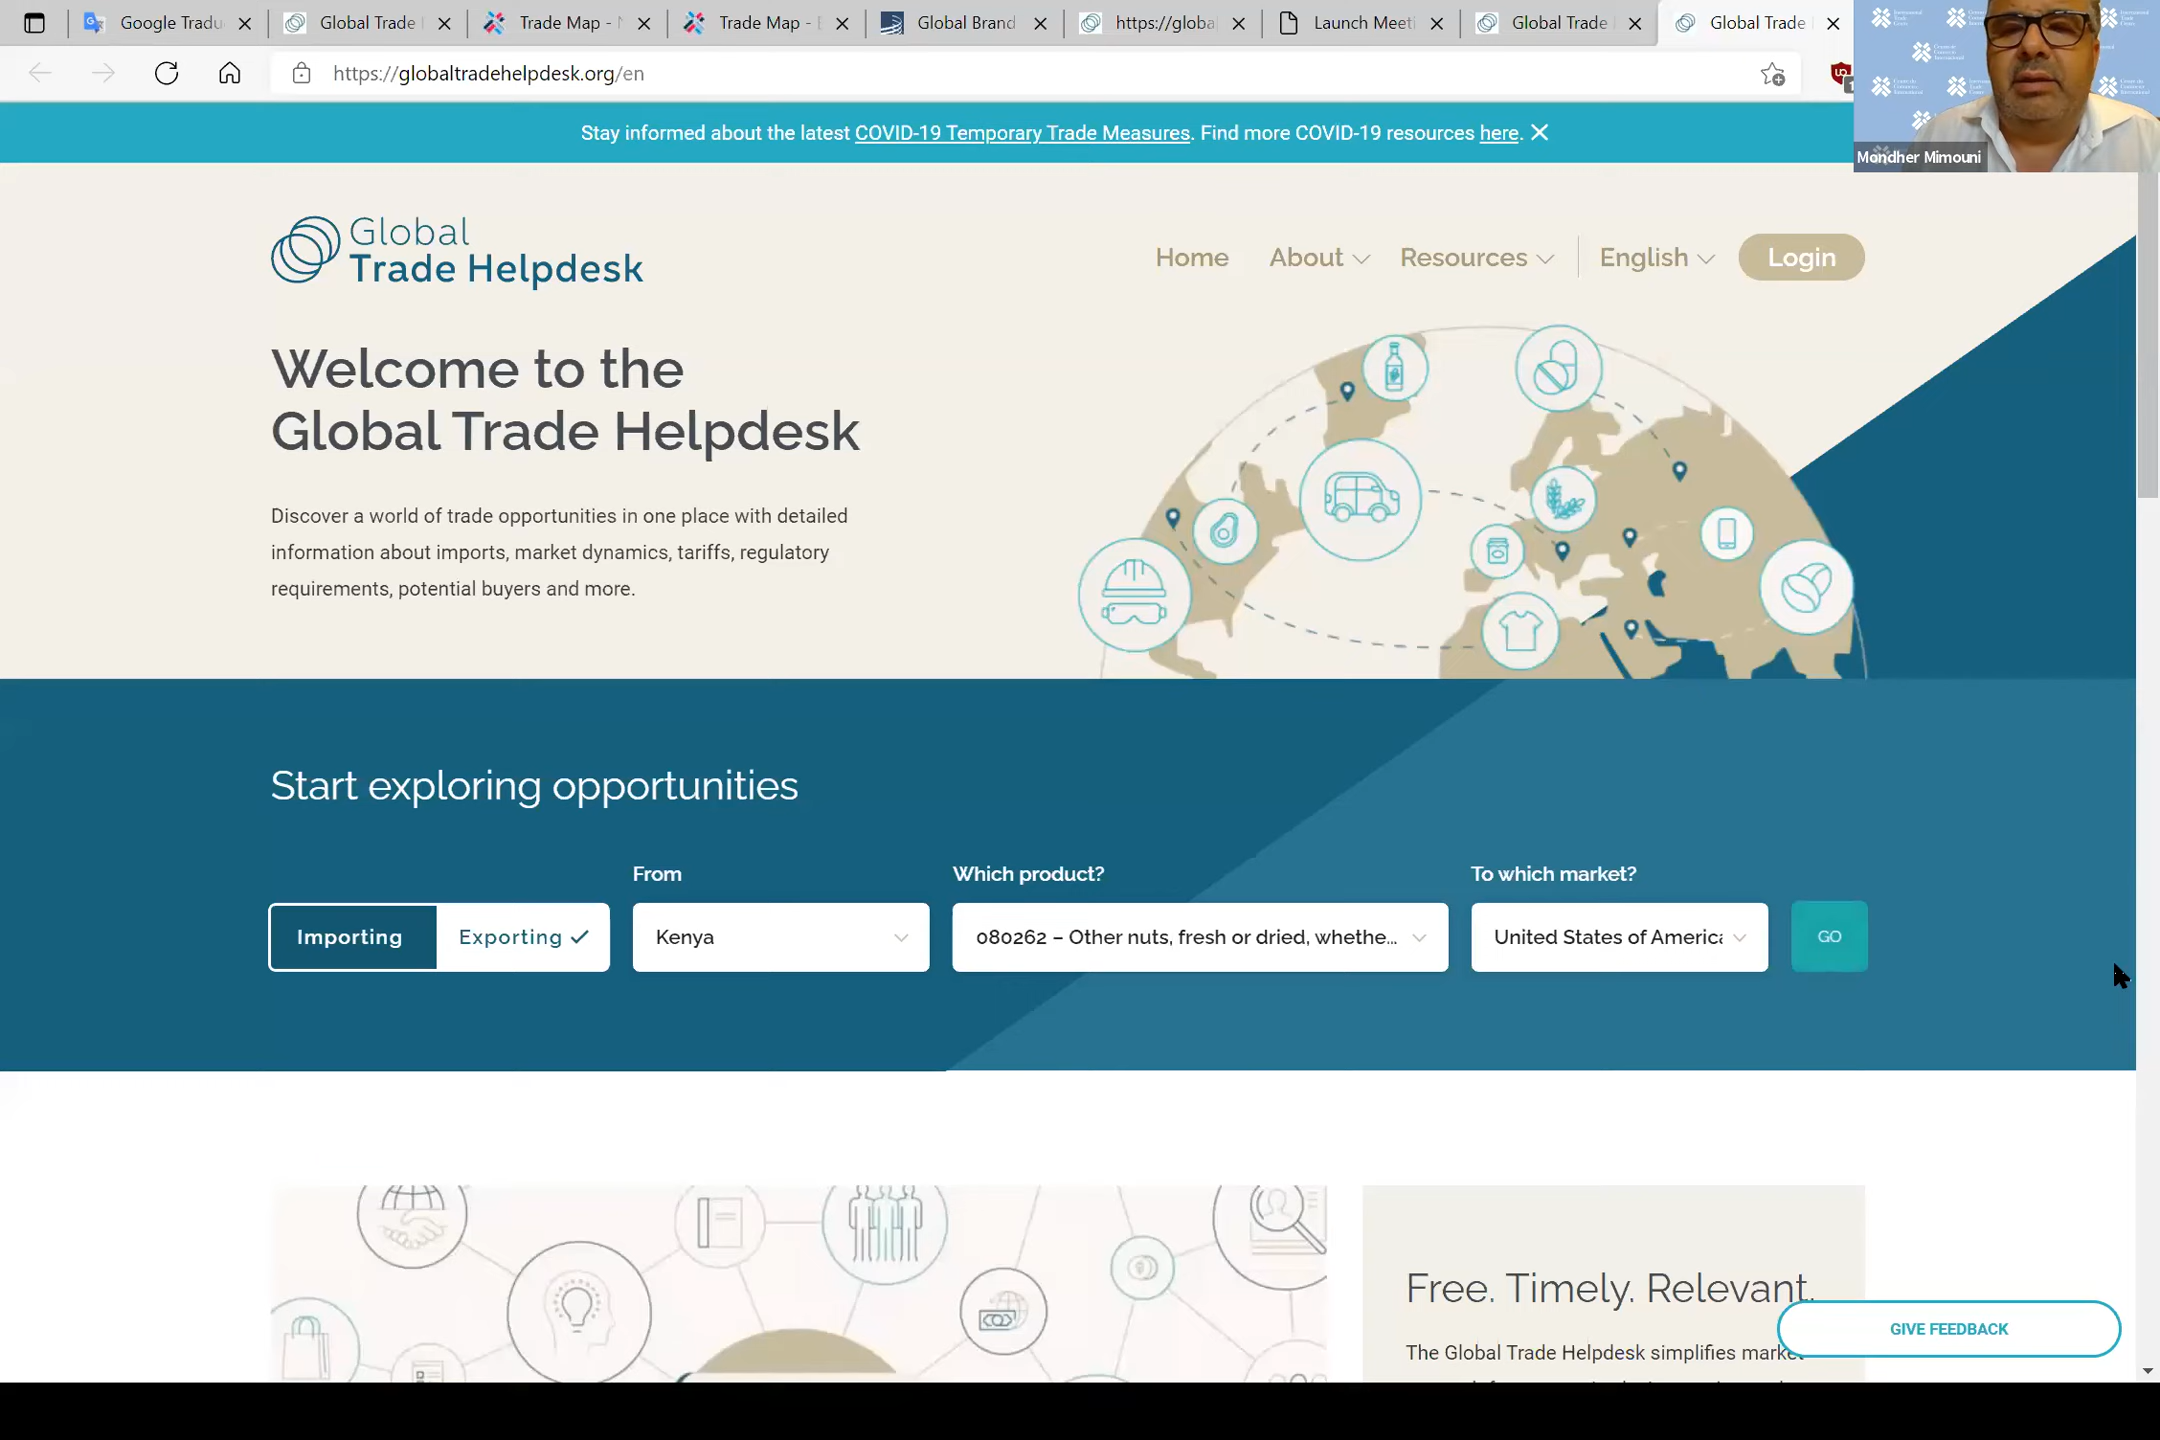 Google Tradu
Global Trade
Trade Map -
Trade Map -
Global Brand
https://globa
Launch Meeti
Global Trade
Global Trade
https://globaltradehelpdesk.org/en
Stay informed about the latest COVID-19 Temporary Trade Measures. Find more COVID-19 resources here.
Mondher Mimouni
Global
Trade Helpdesk
Home
About
Resources
English
Login
Welcome to the
Global Trade Helpdesk
Discover a world of trade opportunities in one place with detailed
information about imports, market dynamics, tariffs, regulatory
requirements, potential buyers and more.
Start exploring opportunities
From
Which product?
To which market?
Importing
Exporting
Kenya
080262 – Other nuts, fresh or dried, whethe...
United States of America
GO
Free. Timely. Relevant.
The Global Trade Helpdesk simplifies market
GIVE FEEDBACK